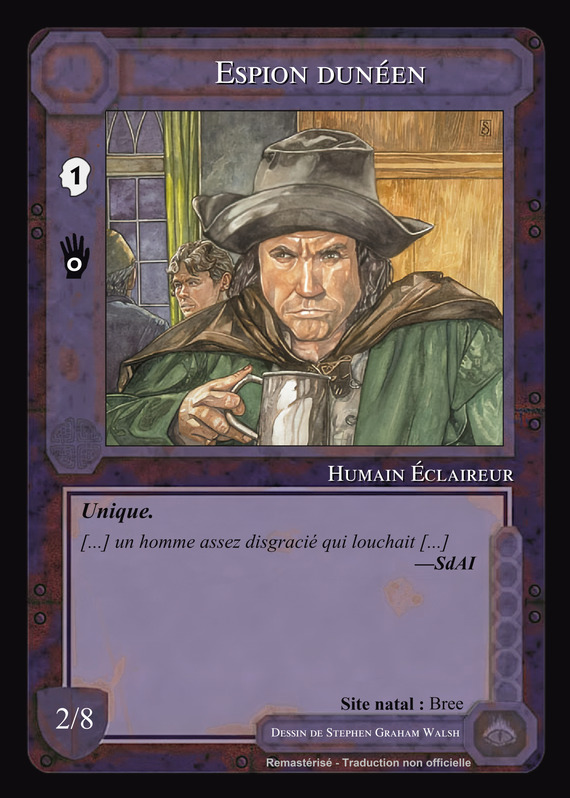 Espion dunéen
1
0
Humain Éclaireur
Unique.
[...] un homme assez disgracié qui louchait [...]
—SdAI
Site natal : Bree
2/8
Dessin de Stephen Graham Walsh
Remastérisé - Traduction non officielle